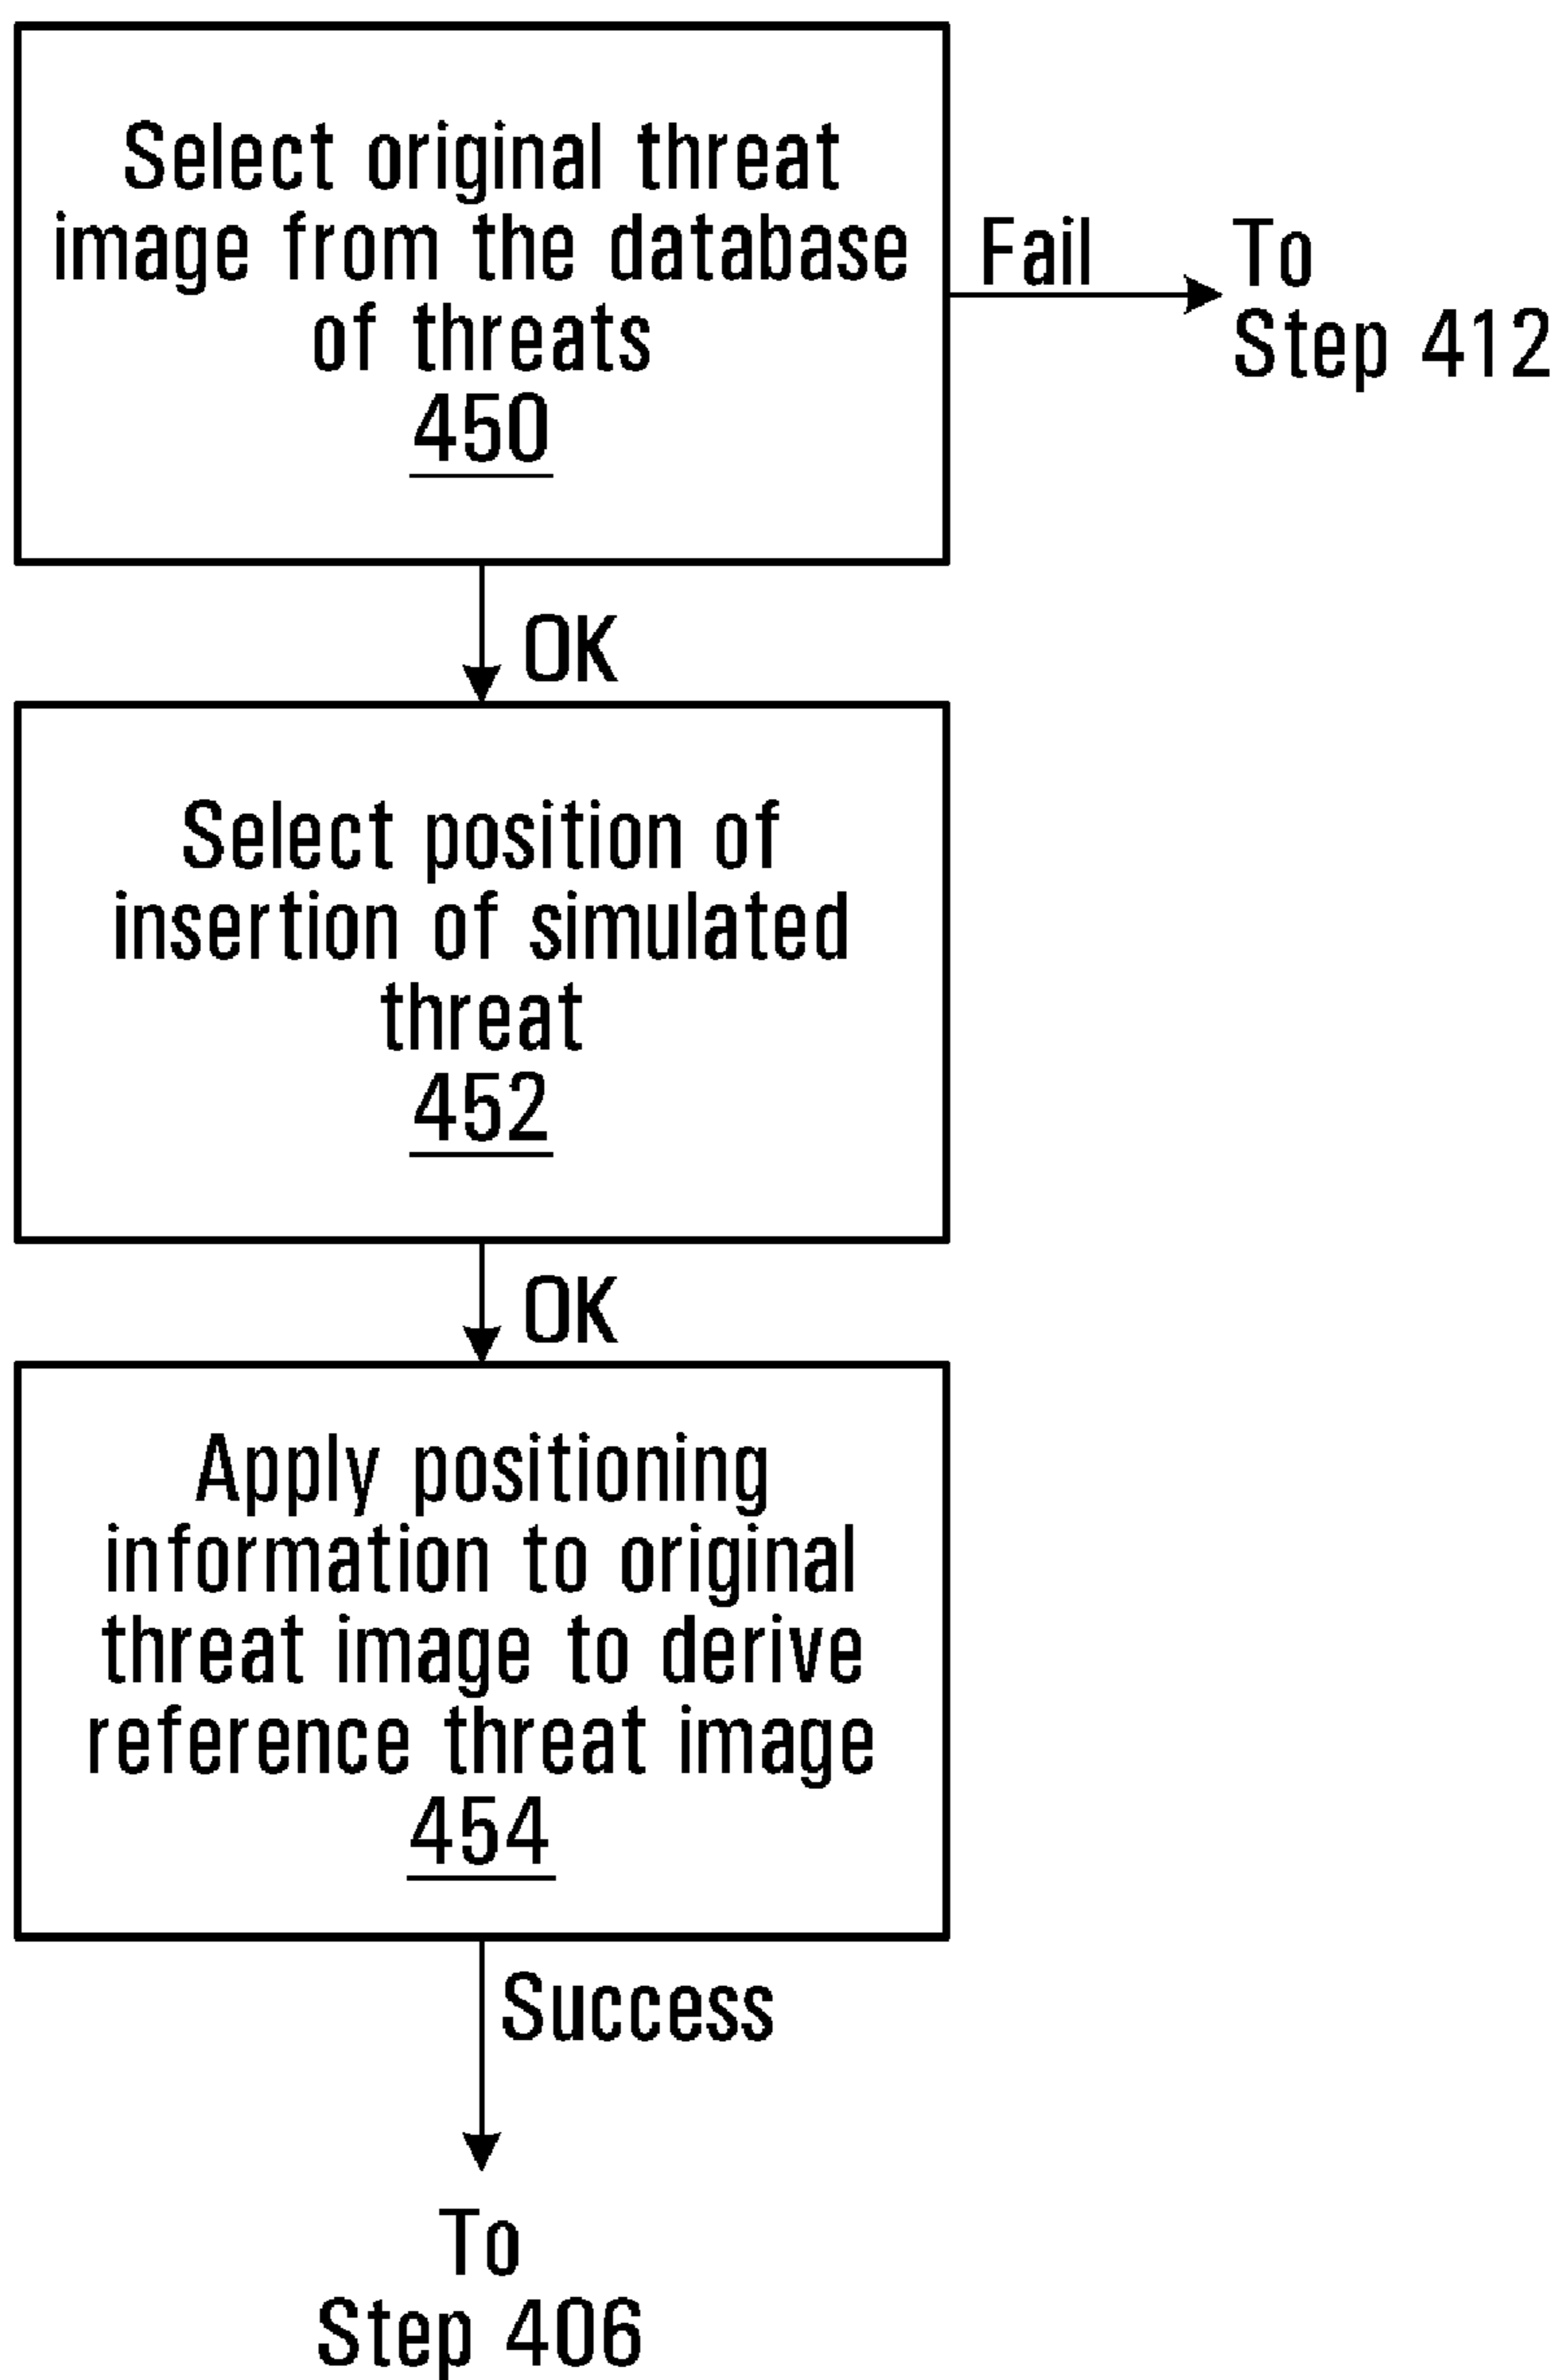 Select original threat
image from the database
of threats
450
Fail
To
Step 412
OK
Select position of
insertion of simulated
threat
452
OK
Apply positioning
information to original
threat image to derive
reference threat image
454
Success
To
Step 406